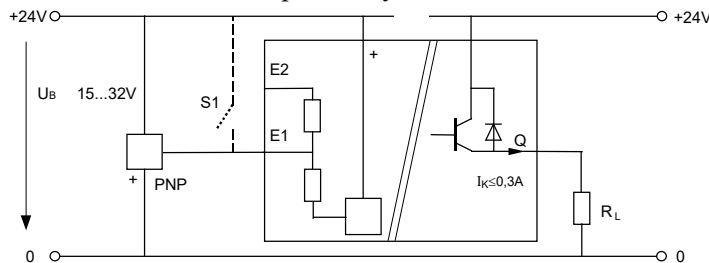 +24V +24V
+
E2
UB 15...32V
S1
E1
Q
+ PNP
IK≤0,3A
RL
0 0